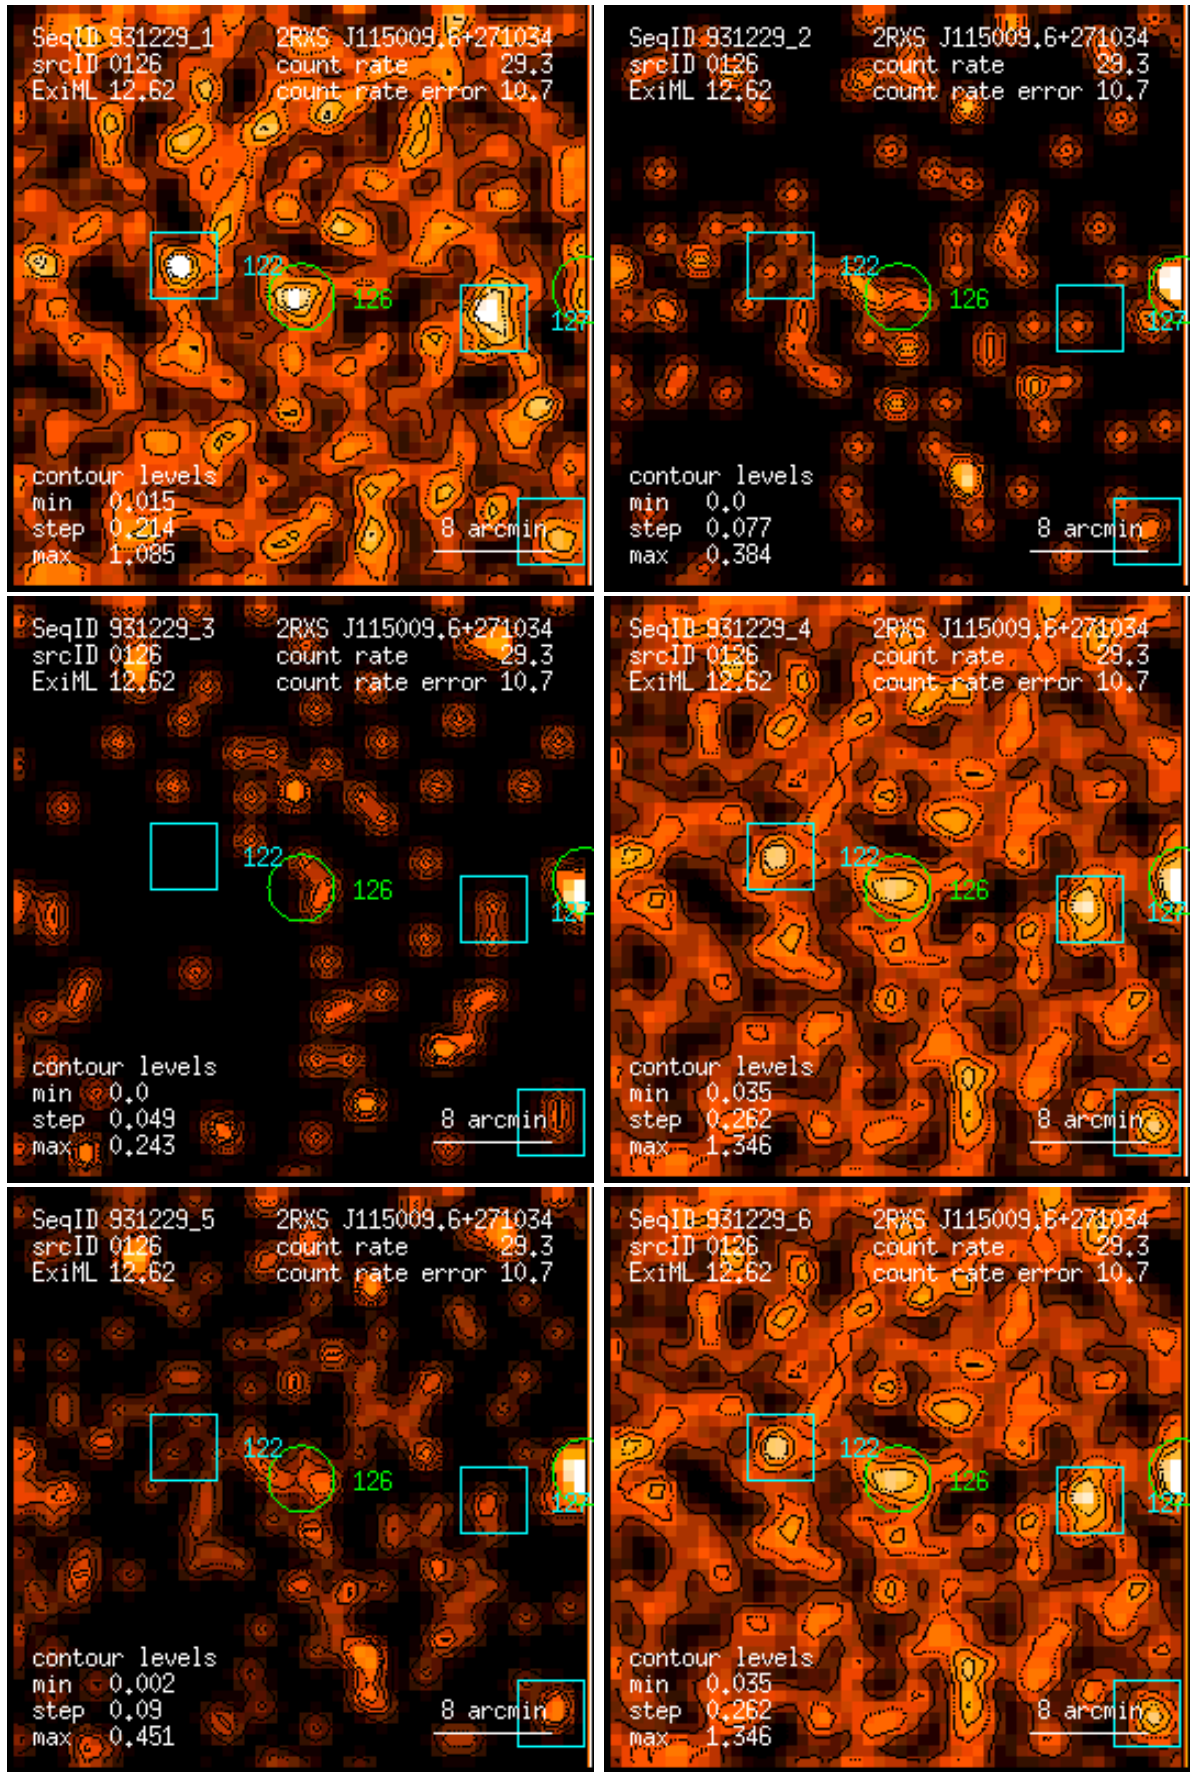 SeqID 931229_1 2RXS J115009.6+271034
srcID 0126 count rate 29.3
ExiML 12.62 count rate error 10.7
122
126
127
contour levels
min 0.015
step 0.214 8 arcmin
max 1.085
SeqID 931229_2 2RXS J115009.6+271034
srcID 0126 count rate 29.3
ExiML 12.62 count rate error 10.7
122
126
127
contour levels
min 0.0
step 0.077 8 arcmin
max 0.384
SeqID 931229_3 2RXS J115009.6+271034
srcID 0126 count rate 29.3
ExiML 12.62 count rate error 10.7
122
126
127
contour levels
min 0.0
step 0.049 8 arcmin
max 0.243
SeqID 931229_4 2RXS J115009.6+271034
srcID 0126 count rate 29.3
ExiML 12.62 count rate error 10.7
122
126
127
contour levels
min 0.035
step 0.262 8 arcmin
max 1.346
SeqID 931229_5 2RXS J115009.6+271034
srcID 0126 count rate 29.3
ExiML 12.62 count rate error 10.7
122
126
127
contour levels
min 0.002
step 0.09 8 arcmin
max 0.451
SeqID 931229_6 2RXS J115009.6+271034
srcID 0126 count rate 29.3
ExiML 12.62 count rate error 10.7
122
126
127
contour levels
min 0.035
step 0.262 8 arcmin
max 1.346